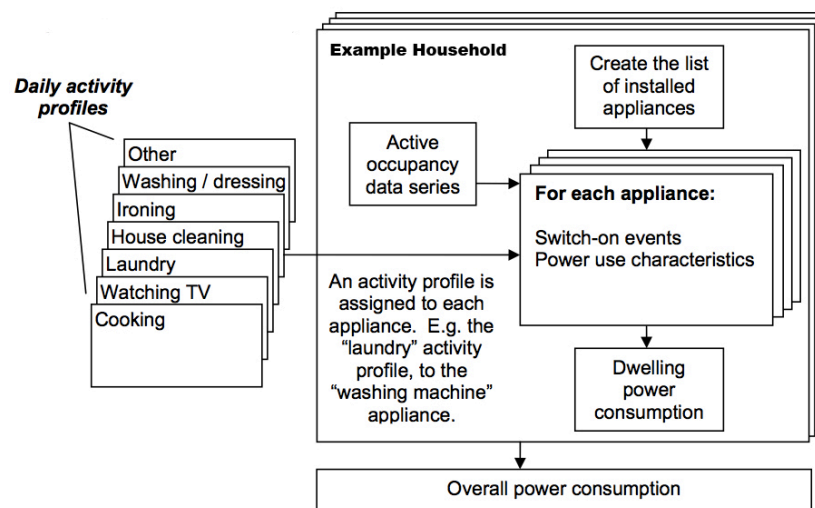 Example Household
Daily activity
profiles
Other
Washing / dressing
Ironing
House cleaning
Laundry
Watching TV
Cooking
Create the list
of installed
appliances
Active
occupancy
data series
For each appliance:
Switch-on events
Power use characteristics
An activity profile is
assigned to each
appliance. E.g. the
“laundry” activity
profile, to the
“washing machine”
appliance.
Dwelling
power
consumption
Overall power consumption